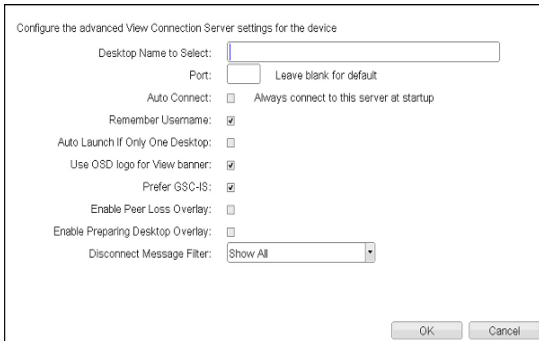 Configure the advanced View Connection Server settings for the device
Desktop Name to Select:
Port: Leave blank for default
Auto Connect: Always connect to this server at startup
Remember Username:
Auto Launch If Only One Desktop:
Use OSD logo for View banner:
Prefer GSC-IS:
Enable Peer Loss Overlay:
Enable Preparing Desktop Overlay:
Disconnect Message Filter: Show All
OK Cancel